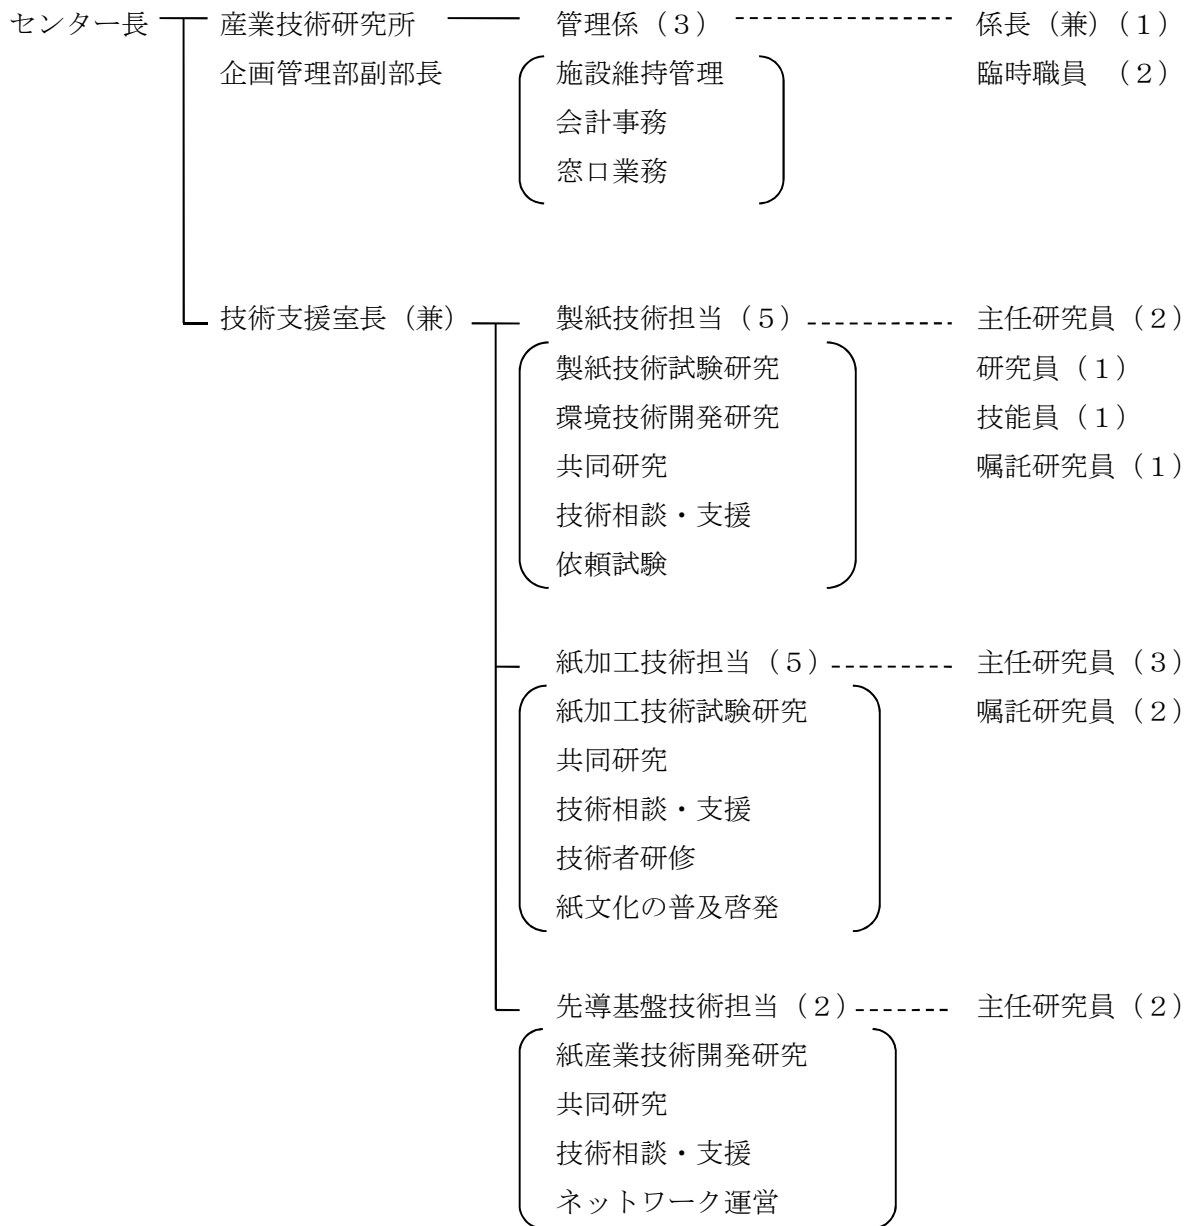 センター長 産業技術研究所 管理係（３） 係長（兼）（１）
企画管理部副部長 施設維持管理 臨時職員 （２）
会計事務
窓口業務
技術支援室長（兼） 製紙技術担当（５） 主任研究員（２）
製紙技術試験研究 研究員（１）
環境技術開発研究 技能員（１）
共同研究 嘱託研究員（１）
技術相談・支援
依頼試験
紙加工技術担当（５） 主任研究員（３）
紙加工技術試験研究 嘱託研究員（２）
共同研究
技術相談・支援
技術者研修
紙文化の普及啓発
先導基盤技術担当（２） 主任研究員（２）
紙産業技術開発研究
共同研究
技術相談・支援
ネットワーク運営